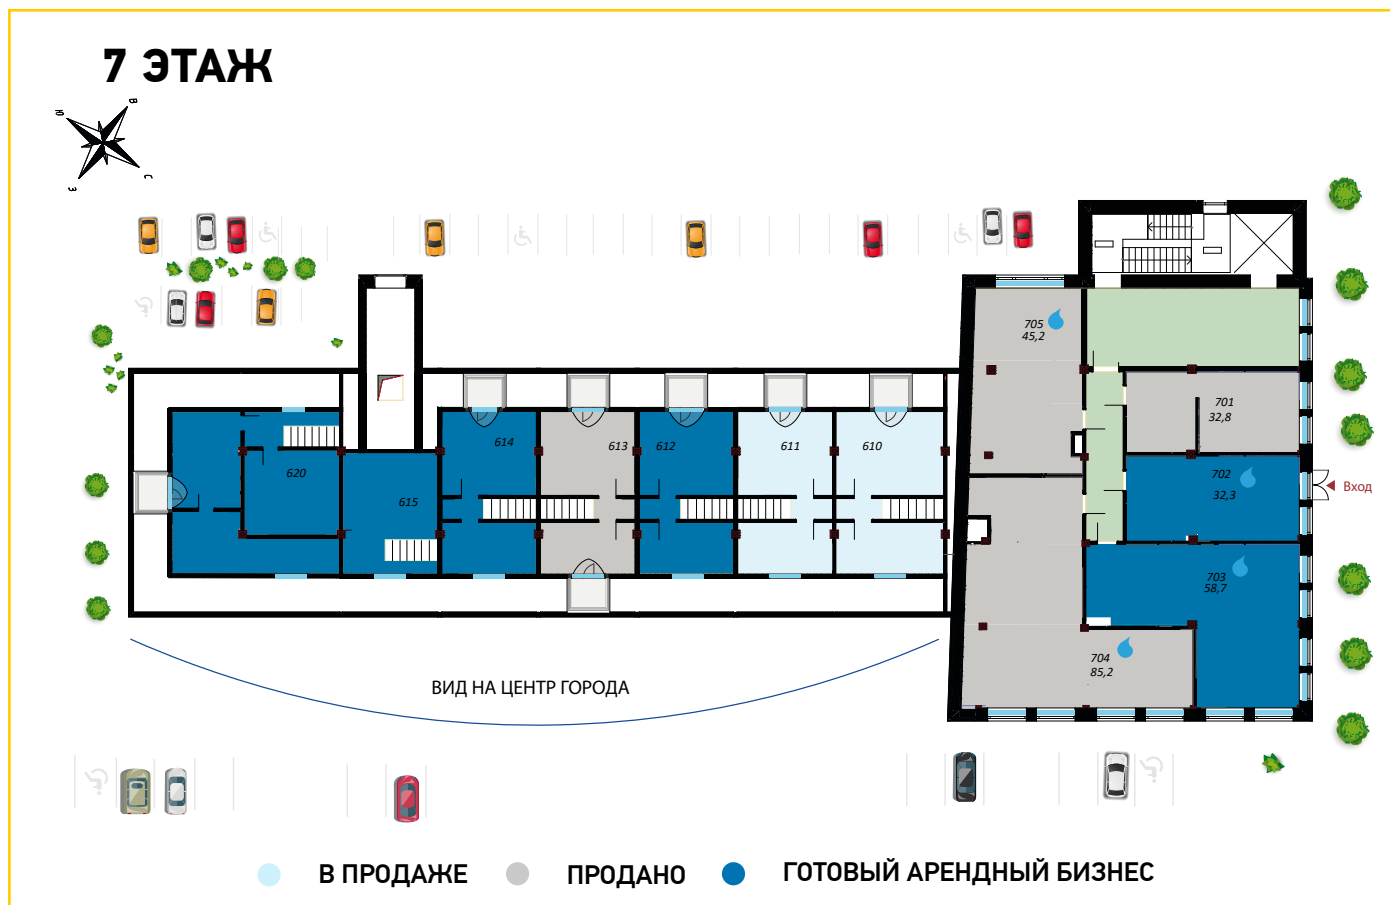 7 ЭТАЖ
В
Ю
С
З
705
45,2
701
32,8
614
613
612
611
610
620
615
702
32,3
Вход
703
58,7
704
85,2
ВИД НА ЦЕНТР ГОРОДА
В ПРОДАЖЕ
ПРОДАНО
ГОТОВЫЙ АРЕНДНЫЙ БИЗНЕС